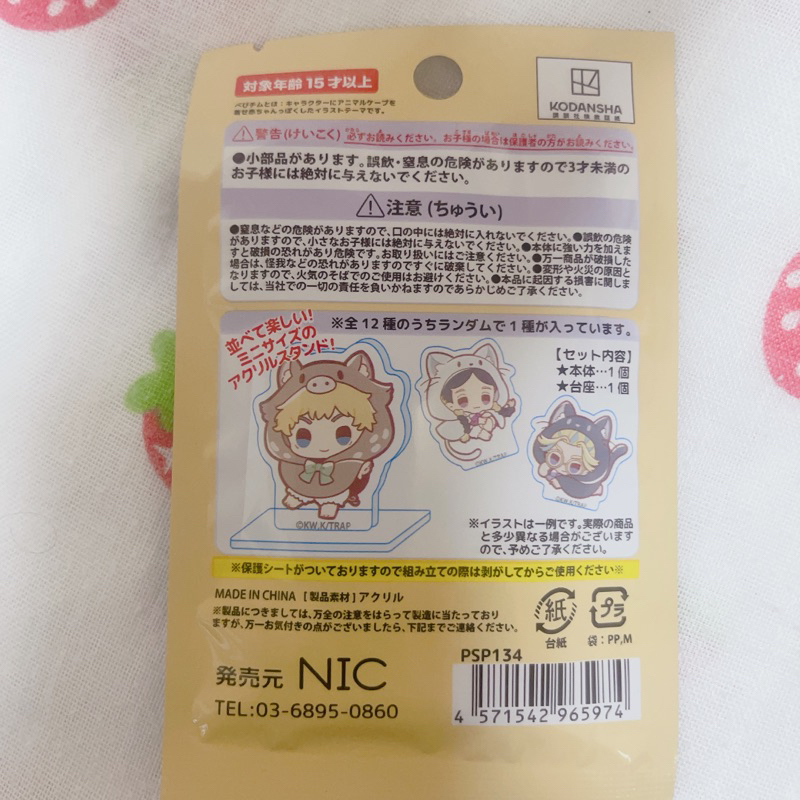 対象年齢15才以上
べびテムとは：キャラクターにアニマルケープを
着せ赤ちゃんっぽくしたイラストテーマです。
KODANSHA
講談社独自証紙
⚠警告(けいこく) 必ずお読みください。お子様の場合は保護者の方がお読みください。
●小部品があります。誤飲・窒息の危険がありますので3才未満の
お子様には絶対に与えないでください。
⚠注意(ちゅうい)
●窒息などの危険がありますので、口の中には絶対に入れないでください。●誤飲の危険
がありますので、小さなお子様には絶対に与えないでください。●本体に強い力を加えま
すと破損の恐れがあり危険です。お取り扱いにはご注意ください。●万一商品が破損した
場合は、怪我などの恐れがありますのですぐに破棄してください。●変形や火災の原因と
なりますので、火気のそばでのご使用はお避けください。●本品に起因する損害に関しま
しては、当社での一切の責任を負いかねますのであらかじめご了承ください。
並べて楽しい!
ミニサイズの
アクリルスタンド!
※全12種のうちランダムで1種が入っています。
【セット内容】
★本体…1個
★台座…1個
©KW,K/TRAP
©KW,K/TRAP
©KW,K/TRAP
※イラストは一例です。実際の商品
と多少異なる場合がございます
ので、予めご了承ください。
※保護シートがついておりますので組み立ての際は剥がしてからご使用ください※
MADE IN CHINA [製品素材]アクリル
※製品につきましては、万全の注意をはらって製造に当たっており
ますが、万一お気付きの点がございましたら、下記までご連絡ください。
紙
台紙
プラ
袋:PP,M
発売元 NIC
TEL:03-6895-0860
PSP134
4 571542 965974